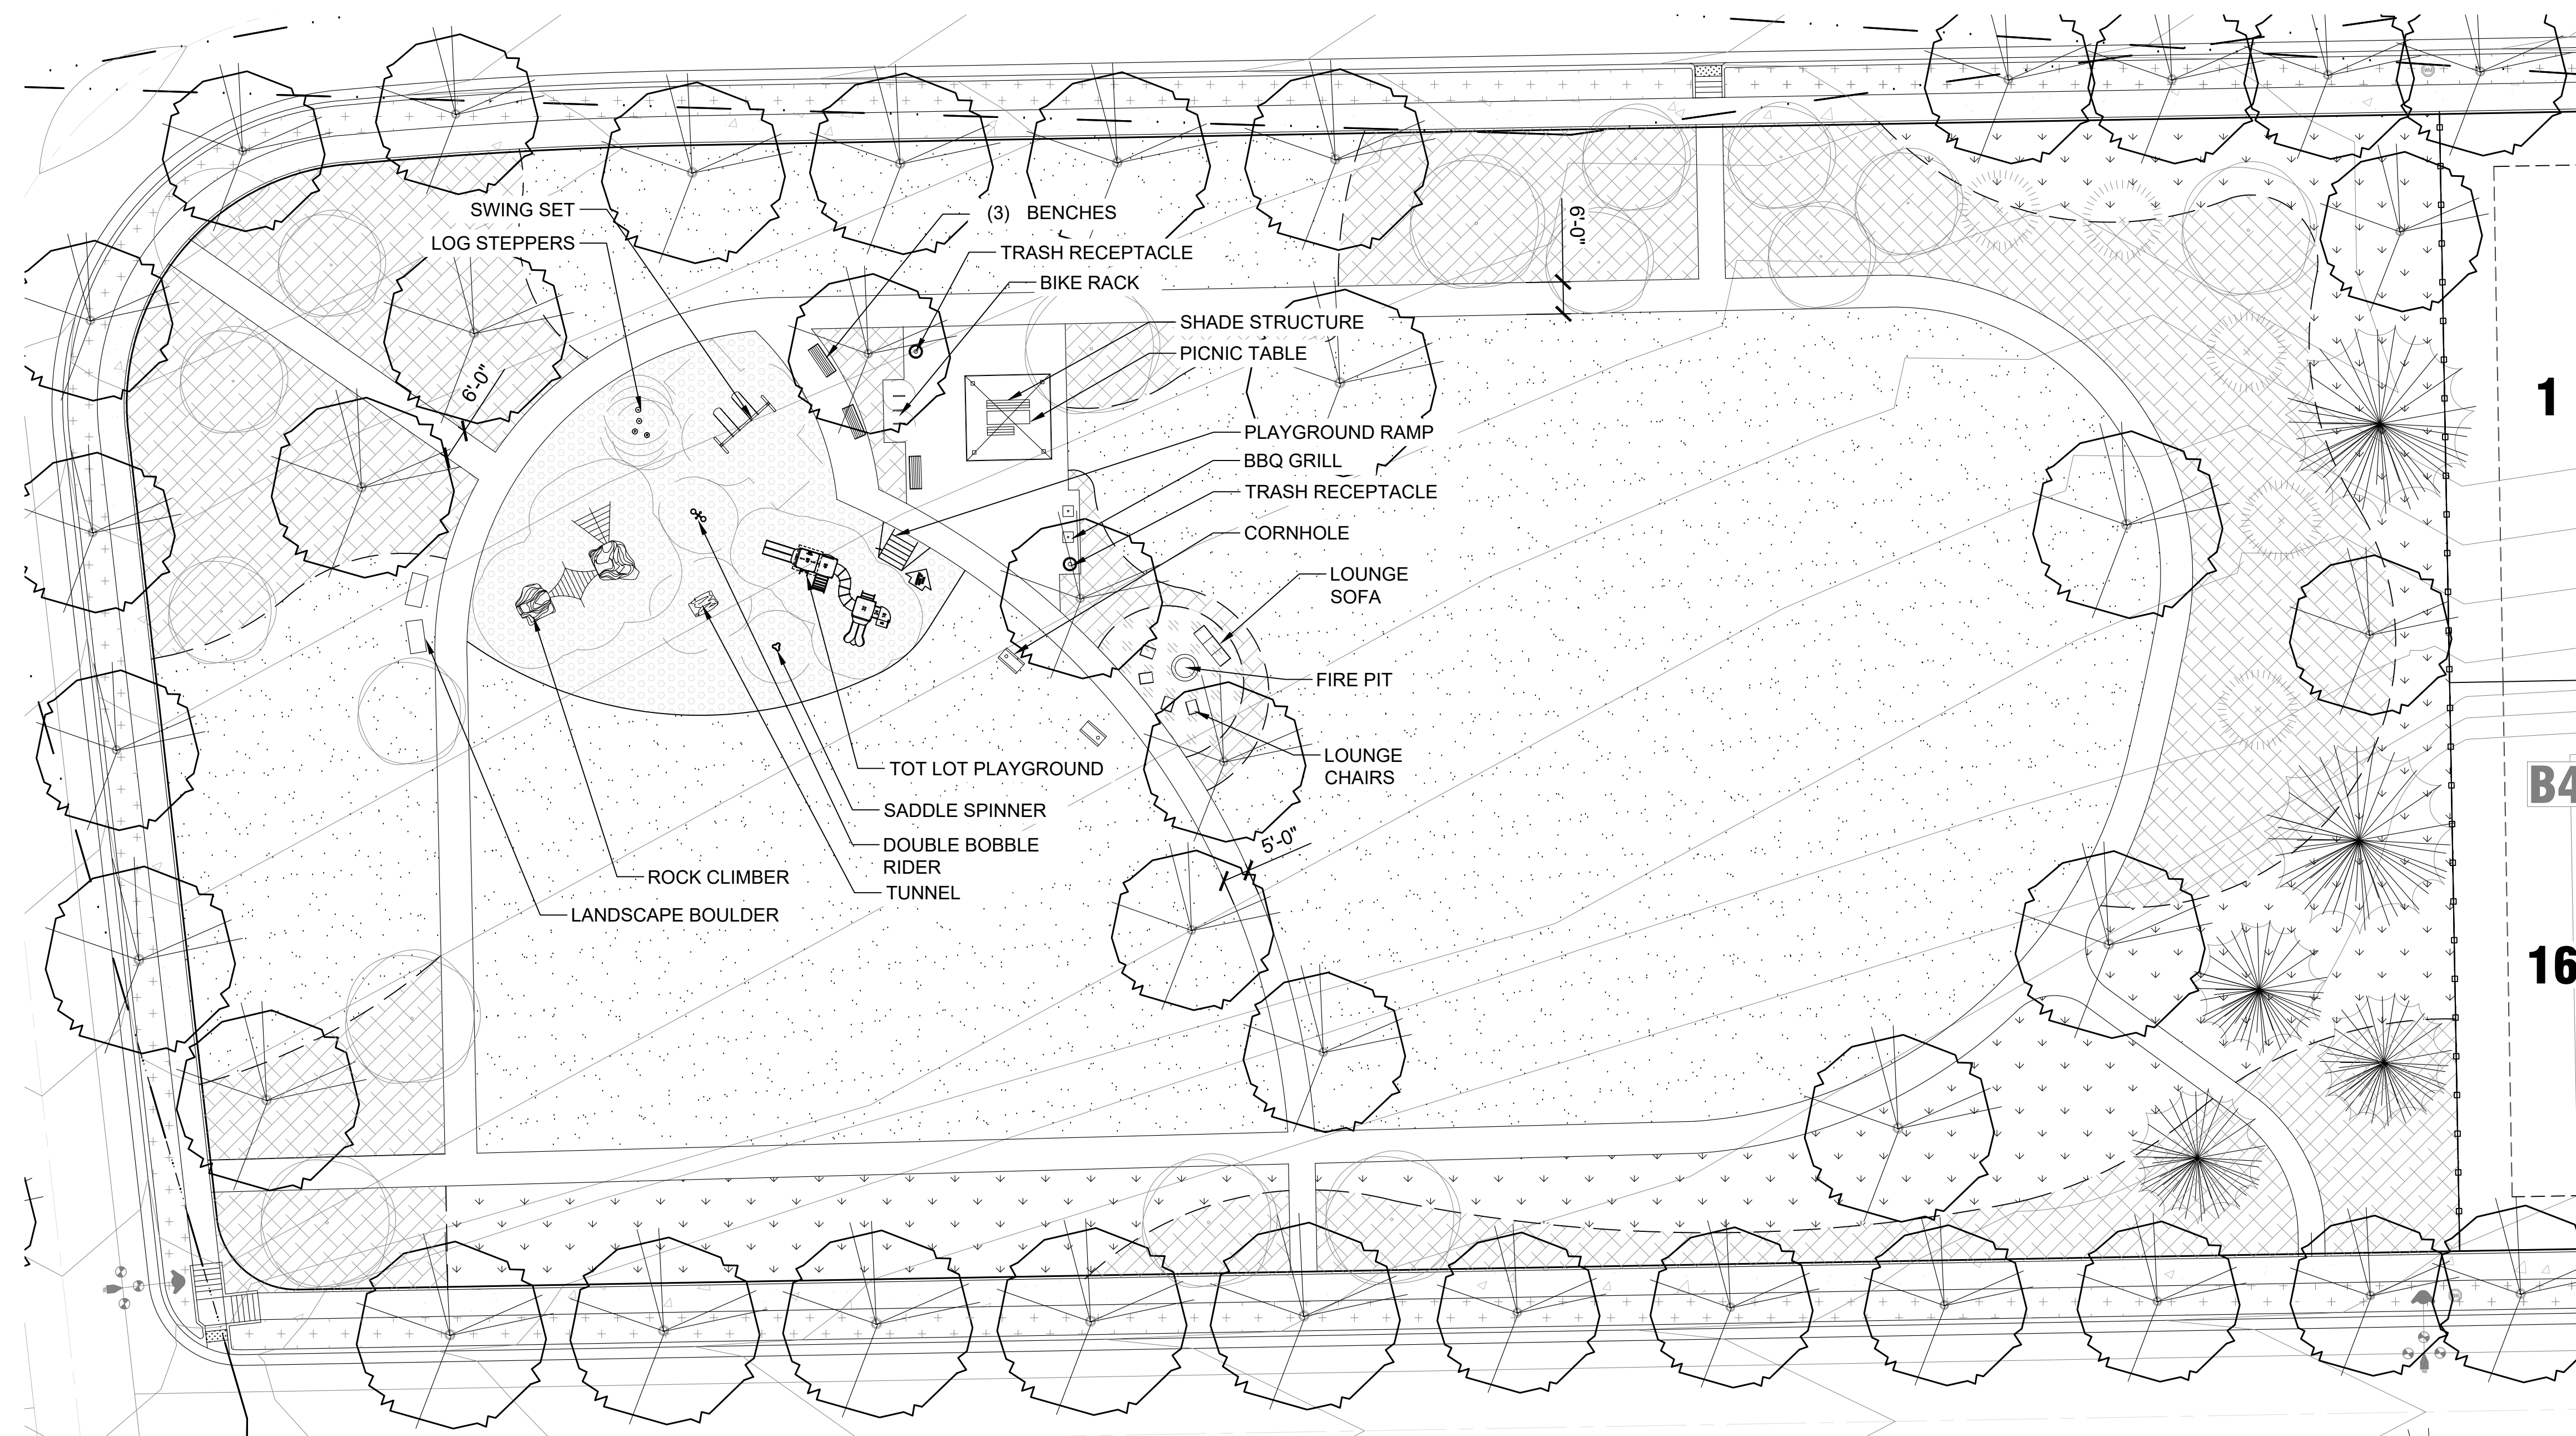 SWING SET
(3) BENCHES
LOG STEPPERS
TRASH RECEPTACLE
BIKE RACK
6'-0"
SHADE STRUCTURE
PICNIC TABLE
6'-0"
1
PLAYGROUND RAMP
BBQ GRILL
TRASH RECEPTACLE
CORNHOLE
LOUNGE
SOFA
FIRE PIT
LOUNGE
CHAIRS
TOT LOT PLAYGROUND
B4
SADDLE SPINNER
5'-0"
DOUBLE BOBBLE
RIDER
ROCK CLIMBER
TUNNEL
LANDSCAPE BOULDER
16